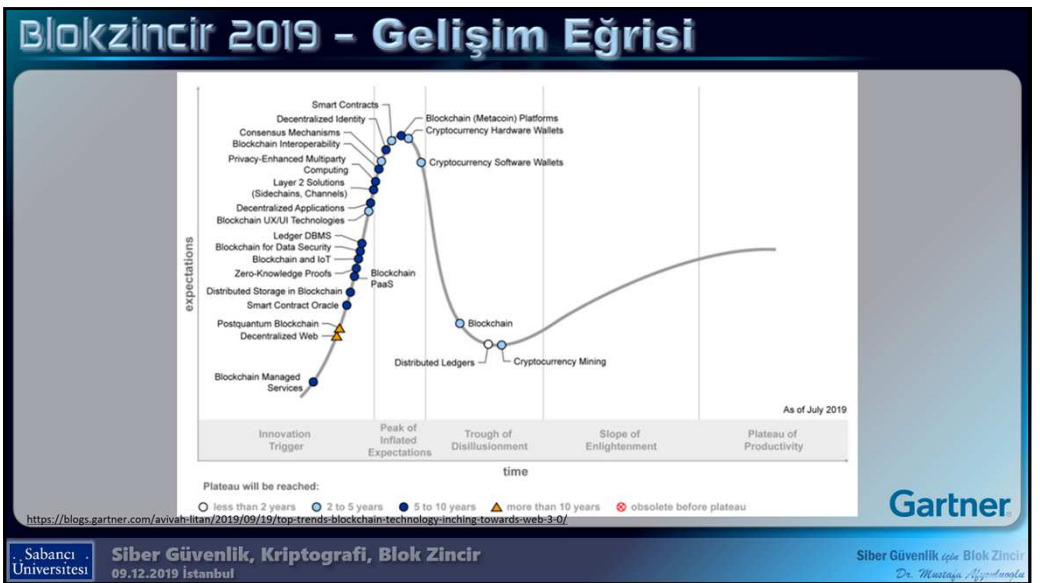 Blokzincir 2019 – Gelişim Eğrisi
Smart Contracts
Decentralized Identity
Consensus Mechanisms
Blockchain Interoperability
Privacy-Enhanced Multiparty
Computing
Layer 2 Solutions
(Sidechains, Channels)
Decentralized Applications
Blockchain UX/UI Technologies
Ledger DBMS
Blockchain for Data Security
Blockchain and IoT
Zero-Knowledge Proofs
Distributed Storage in Blockchain
Smart Contract Oracle
Postquantum Blockchain
Decentralized Web
Blockchain Managed
Services
Blockchain
PaaS
Blockchain (Metacoin) Platforms
Cryptocurrency Hardware Wallets
Cryptocurrency Software Wallets
Blockchain
Distributed Ledgers
Cryptocurrency Mining
expectations
As of July 2019
Innovation
Trigger
Peak of
Inflated
Expectations
Trough of
Disillusionment
Slope of
Enlightenment
Plateau of
Productivity
time
Plateau will be reached:
less than 2 years
2 to 5 years
5 to 10 years
more than 10 years
obsolete before plateau
https://blogs.gartner.com/avivah-litan/2019/09/19/top-trends-blockchain-technology-inching-towards-web-3-0/
Gartner
Sabancı
Üniversitesi
Siber Güvenlik, Kriptografi, Blok Zincir
09.12.2019 İstanbul
Siber Güvenlik için Blok Zincir
Dr. Mustafa Afyonluoğlu